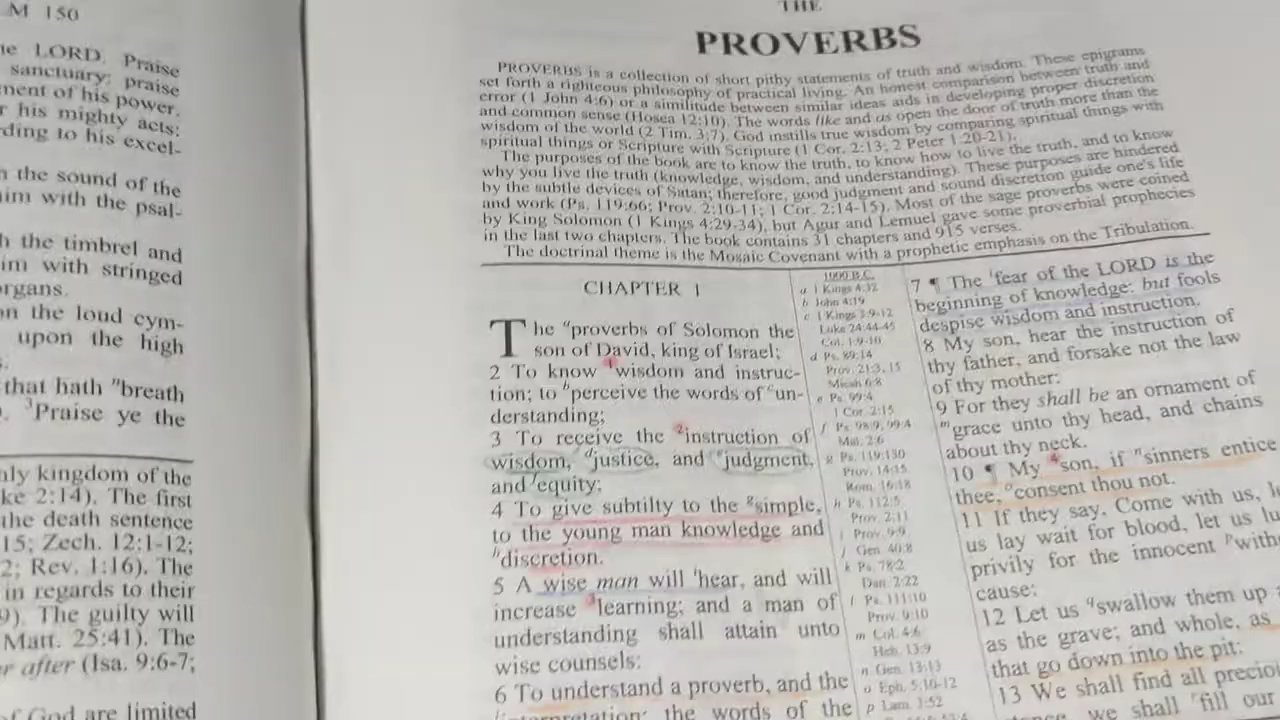 M 150
he LORD. Praise
sanctuary: praise
ment of his power.
r his mighty acts:
ding to his excel-
n the sound of the
him with the psal-
h the timbrel and
im with stringed
organs.
on the loud cym-
upon the high
that hath "breath
³Praise ye the
nly kingdom of the
ke 2:14). The first
the death sentence
15; Zech. 12:1-12;
2; Rev. 1:16). The
in regards to their
9). The guilty will
Matt. 25:41). The
er after (Isa. 9:6-7;
of God are limited
THE
PROVERBS
PROVERBS is a collection of short pithy statements of truth and wisdom. These epigrams
set forth a righteous philosophy of practical living. An honest comparison between truth and
error (1 John 4:6) or a similitude between similar ideas aids in developing proper discretion
and common sense (Hosea 12:10). The words like and as open the door of truth more than the
wisdom of the world (2 Tim. 3:7). God instills true wisdom by comparing spiritual things with
spiritual things or Scripture with Scripture (1 Cor. 2:13; 2 Peter 1:20-21).
The purposes of the book are to know the truth, to know how to live the truth, and to know
why you live the truth (knowledge, wisdom, and understanding). These purposes are hindered
by the subtle devices of Satan; therefore, good judgment and sound discretion guide one's life
and work (Ps. 119:66; Prov. 2:10-11; 1 Cor. 2:14-15). Most of the sage proverbs were coined
by King Solomon (1 Kings 4:29-34), but Agur and Lemuel gave some proverbial prophecies
in the last two chapters. The book contains 31 chapters and 915 verses.
The doctrinal theme is the Mosaic Covenant with a prophetic emphasis on the Tribulation.
CHAPTER 1
The ᵃproverbs of Solomon the
son of David, king of Israel;
2 To know ¹wisdom and instruc-
tion; to ᵇperceive the words of ᶜun-
derstanding;
3 To receive the ²instruction of
wisdom, ᵈjustice, and ᵉjudgment,
and ᶠequity;
4 To give subtilty to the ᵍsimple,
to the young man knowledge and
ʰdiscretion.
5 A wise man will ⁱhear, and will
increase ³learning; and a man of
understanding shall attain unto
wise counsels:
6 To understand a proverb, and the
interpretation; the words of the
1000 B.C.
a 1 Kings 4:32
b John 4:19
c 1 Kings 3:9-12
Luke 24:44-45
Col. 1:9-10
d Ps. 89:14
Prov. 21:3, 15
Micah 6:8
e Ps. 99:4
1 Cor. 2:15
f Ps. 98:9, 99:4
Mal. 2:6
g Ps. 119:130
Prov. 14:15
Rom. 16:18
h Ps. 112:5
Prov. 2:11
i Prov. 9:9
j Gen. 40:8
k Ps. 78:2
Dan. 2:22
l Ps. 111:10
Prov. 9:10
m Col. 4:6
Heb. 13:9
n Gen. 13:13
o Eph. 5:10-12
p Lam. 3:52
7 ¶ The ˡfear of the LORD is the
beginning of knowledge: but fools
despise wisdom and instruction.
8 My son, hear the instruction of
thy father, and forsake not the law
of thy mother:
9 For they shall be an ornament of
ᵐgrace unto thy head, and chains
about thy neck.
10 ¶ My ⁴son, if ⁿsinners entice
thee, ᵒconsent thou not.
11 If they say, Come with us, l
us lay wait for blood, let us lu
privily for the innocent ᵖwith
cause:
12 Let us ᑫswallow them up a
as the grave; and whole, as
that go down into the pit:
13 We shall find all precio
we shall ʳfill our